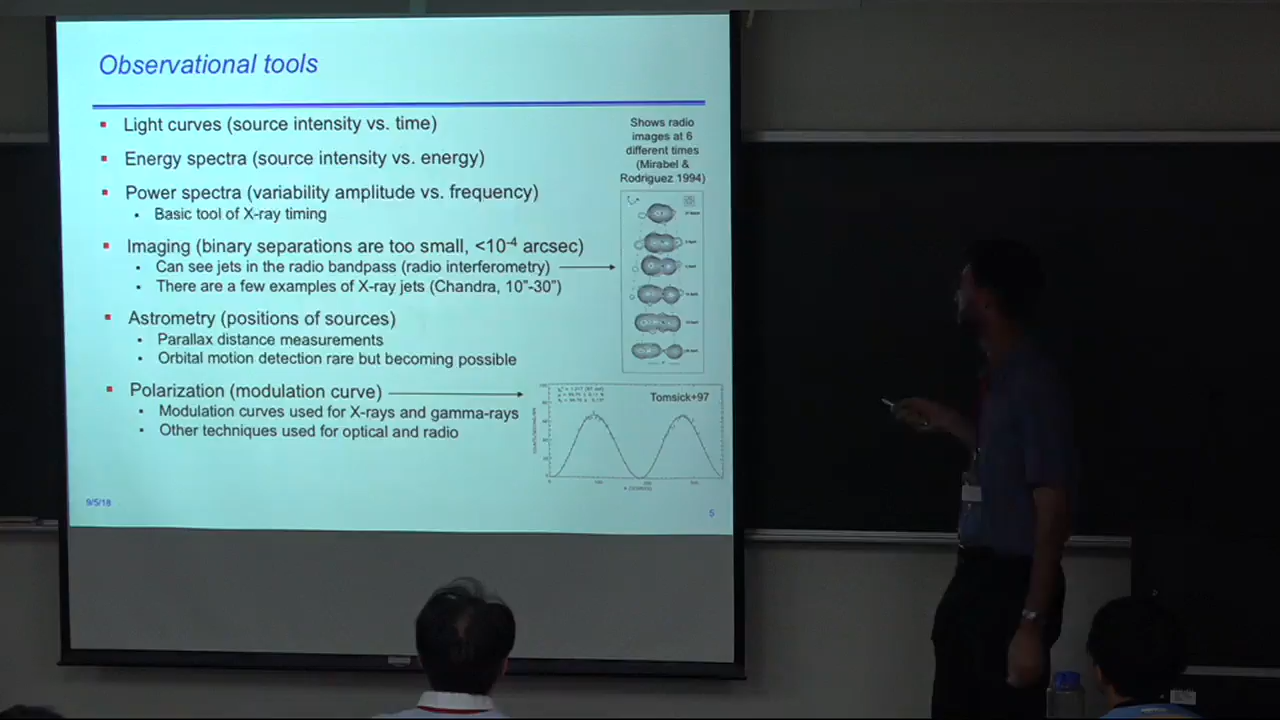 Observational tools
Light curves (source intensity vs. time)
Energy spectra (source intensity vs. energy)
Power spectra (variability amplitude vs. frequency)
Basic tool of X-ray timing
Imaging (binary separations are too small, <10⁻⁴ arcsec)
Can see jets in the radio bandpass (radio interferometry)
There are a few examples of X-ray jets (Chandra, 10"-30")
Astrometry (positions of sources)
Parallax distance measurements
Orbital motion detection rare but becoming possible
Polarization (modulation curve)
Modulation curves used for X-rays and gamma-rays
Other techniques used for optical and radio
Shows radio
images at 6
different times
(Mirabel &
Rodriguez 1994)
Tomsick+97
9/5/18
5